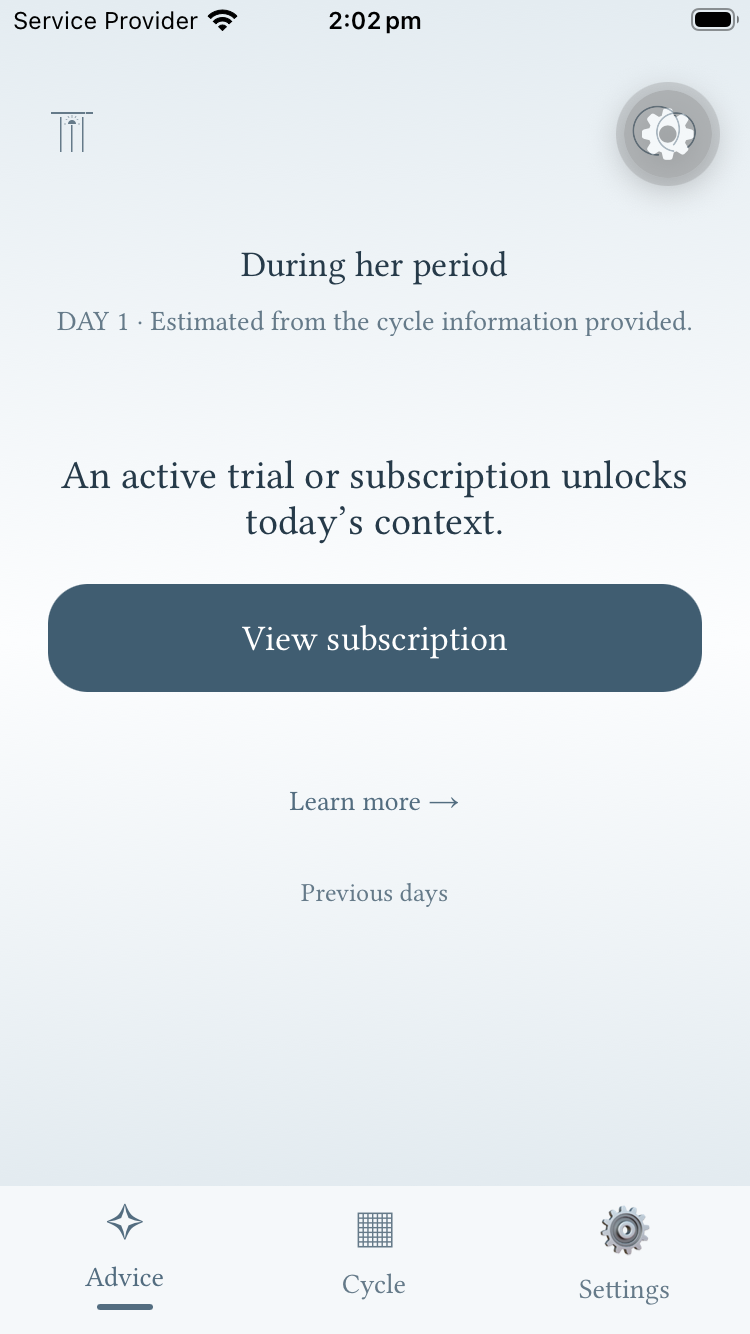 Service Provider 2:02 pm
During her period
DAY 1 · Estimated from the cycle information provided.
An active trial or subscription unlocks
today’s context.
View subscription
Learn more →
Previous days
Advice
Cycle
Settings